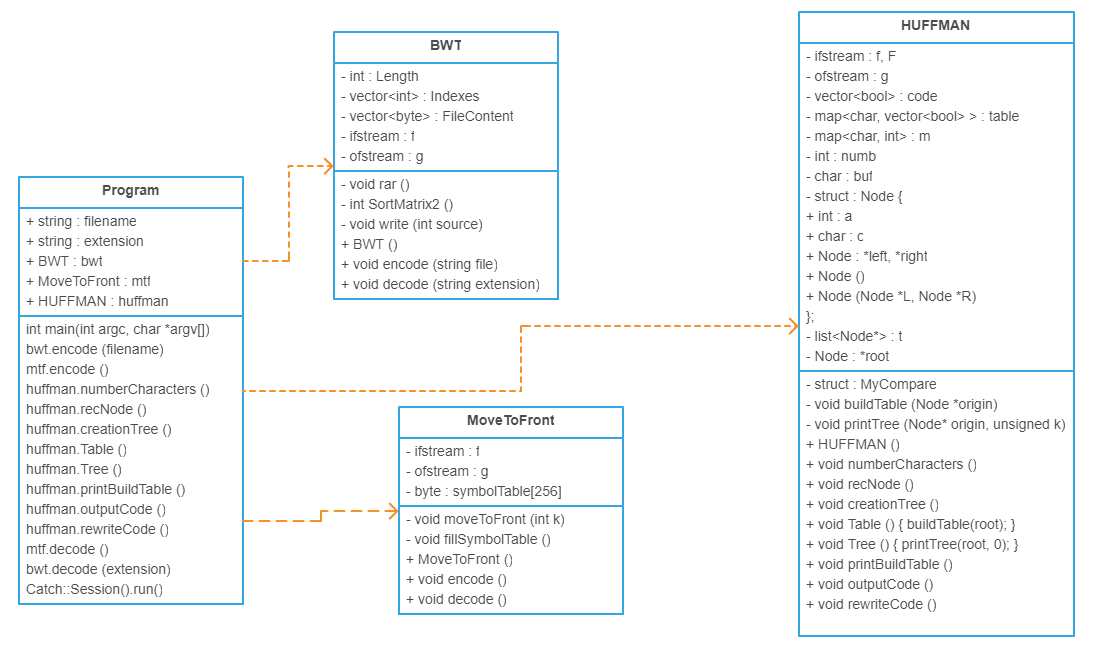 Program
+ string : filename
+ string : extension
+ BWT : bwt
+ MoveToFront : mtf
+ HUFFMAN : huffman
int main(int argc, char *argv[])
bwt.encode (filename)
mtf.encode ()
huffman.numberCharacters ()
huffman.recNode ()
huffman.creationTree ()
huffman.Table ()
huffman.Tree ()
huffman.printBuildTable ()
huffman.outputCode ()
huffman.rewriteCode ()
mtf.decode ()
bwt.decode (extension)
Catch::Session().run()
BWT
- int : Length
- vector<int> : Indexes
- vector<byte> : FileContent
- ifstream : f
- ofstream : g
- void rar ()
- int SortMatrix2 ()
- void write (int source)
+ BWT ()
+ void encode (string file)
+ void decode (string extension)
MoveToFront
- ifstream : f
- ofstream : g
- byte : symbolTable[256]
- void moveToFront (int k)
- void fillSymbolTable ()
+ MoveToFront ()
+ void encode ()
+ void decode ()
HUFFMAN
- ifstream : f, F
- ofstream : g
- vector<bool> : code
- map<char, vector<bool> > : table
- map<char, int> : m
- int : numb
- char : buf
- struct : Node {
+ int : a
+ char : c
+ Node : *left, *right
+ Node ()
+ Node (Node *L, Node *R)
};
- list<Node*> : t
- Node : *root
- struct : MyCompare
- void buildTable (Node *origin)
- void printTree (Node* origin, unsigned k)
+ HUFFMAN ()
+ void numberCharacters ()
+ void recNode ()
+ void creationTree ()
+ void Table () { buildTable(root); }
+ void Tree () { printTree(root, 0); }
+ void printBuildTable ()
+ void outputCode ()
+ void rewriteCode ()